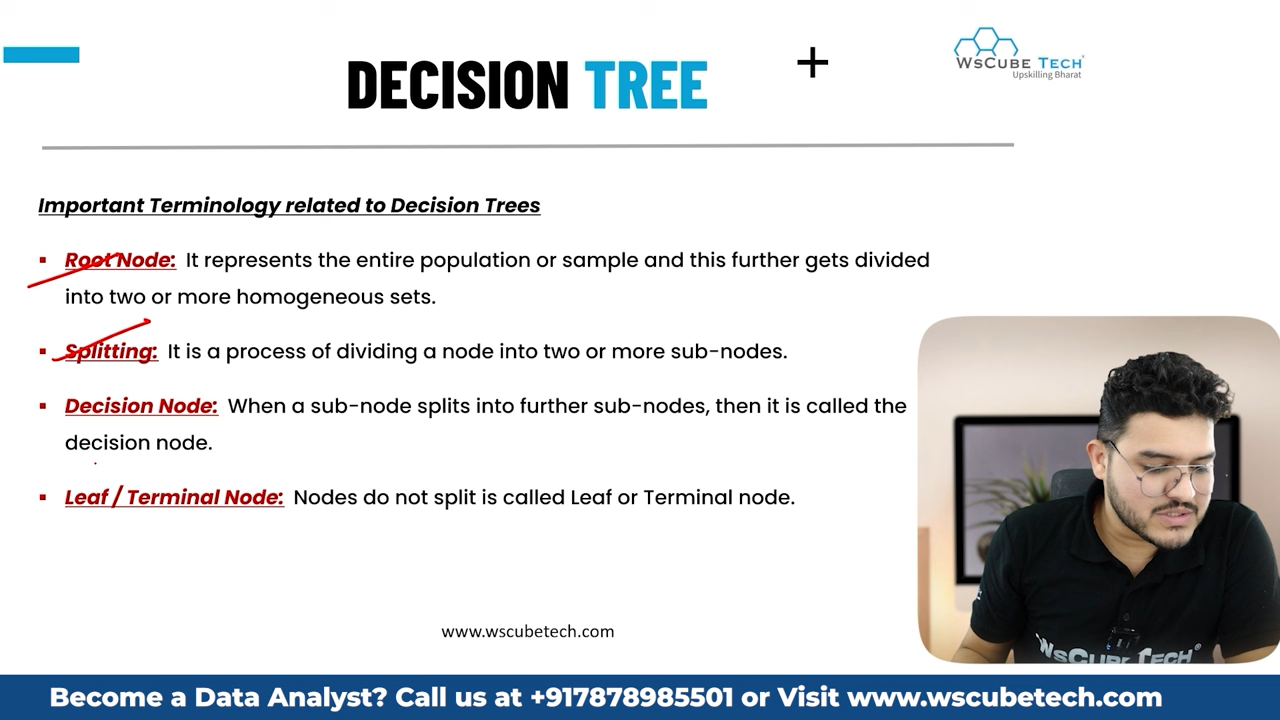 DECISION TREE
+
WSCUBE TECH
Upskilling Bharat
Important Terminology related to Decision Trees
▪ Root Node: It represents the entire population or sample and this further gets divided
into two or more homogeneous sets.
▪ Splitting: It is a process of dividing a node into two or more sub-nodes.
▪ Decision Node: When a sub-node splits into further sub-nodes, then it is called the
decision node.
▪ Leaf / Terminal Node: Nodes do not split is called Leaf or Terminal node.
WSCUBE TECH
www.wscubetech.com
Become a Data Analyst? Call us at +917878985501 or Visit www.wscubetech.com